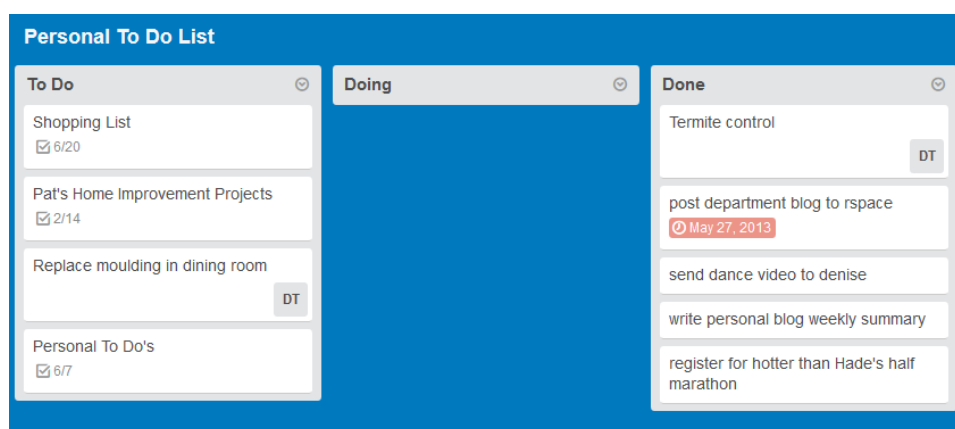 Personal To Do List
To Do
Shopping List
6/20
Pat's Home Improvement Projects
2/14
Replace moulding in dining room
DT
Personal To Do's
6/7
Doing
Done
Termite control
DT
post department blog to rspace
May 27, 2013
send dance video to denise
write personal blog weekly summary
register for hotter than Hade's half
marathon